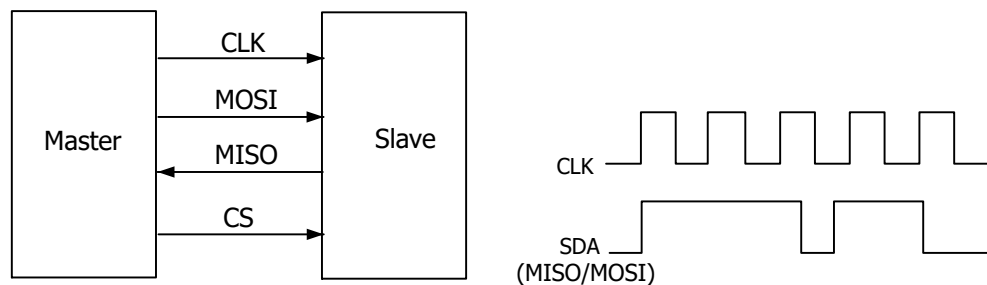 CLK
MOSI
Master
MISO
Slave
CS
CLK
SDA
(MISO/MOSI)